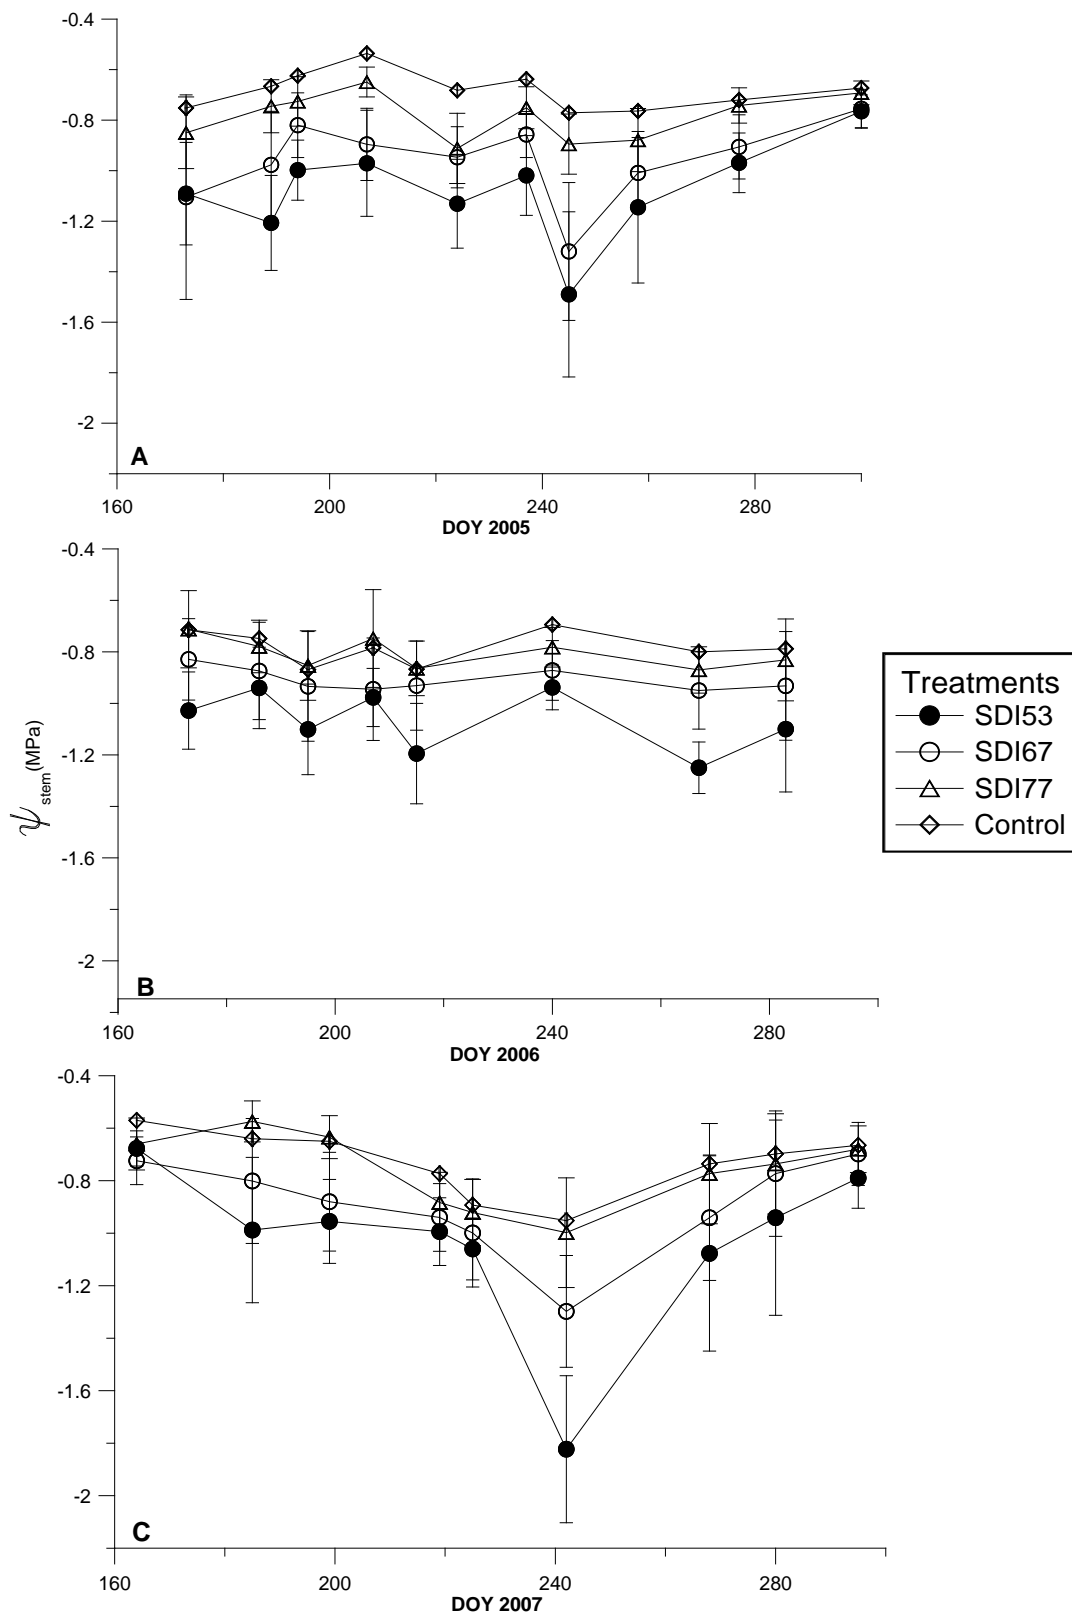 -0.4
-0.8
-1.2
-1.6
-2
A
160 200 240 280
DOY 2005
-0.4
-0.8
-1.2
-1.6
-2
ψ stem (MPa)
B
160 200 240 280
DOY 2006
Treatments
SDI53
SDI67
SDI77
Control
-0.4
-0.8
-1.2
-1.6
-2
C
160 200 240 280
DOY 2007